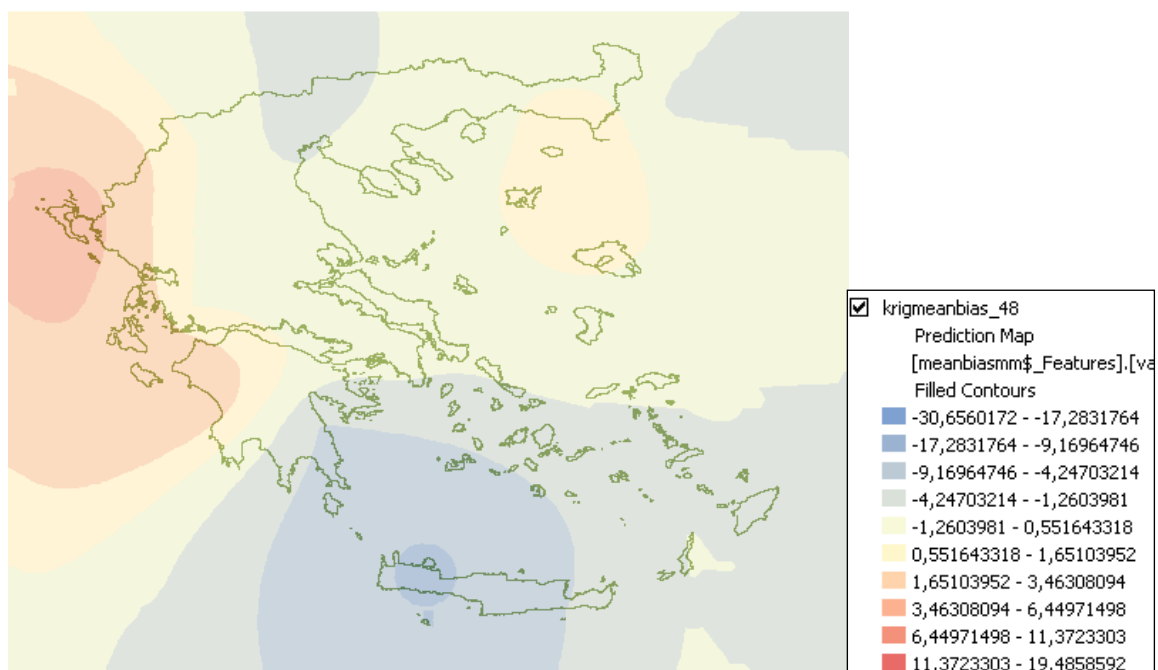 krigmeanbias_48
Prediction Map
[meanbiasmm$_Features].[va
Filled Contours
-30,6560172 - -17,2831764
-17,2831764 - -9,16964746
-9,16964746 - -4,24703214
-4,24703214 - -1,2603981
-1,2603981 - 0,551643318
0,551643318 - 1,65103952
1,65103952 - 3,46308094
3,46308094 - 6,44971498
6,44971498 - 11,3723303
11,3723303 - 19,4858592